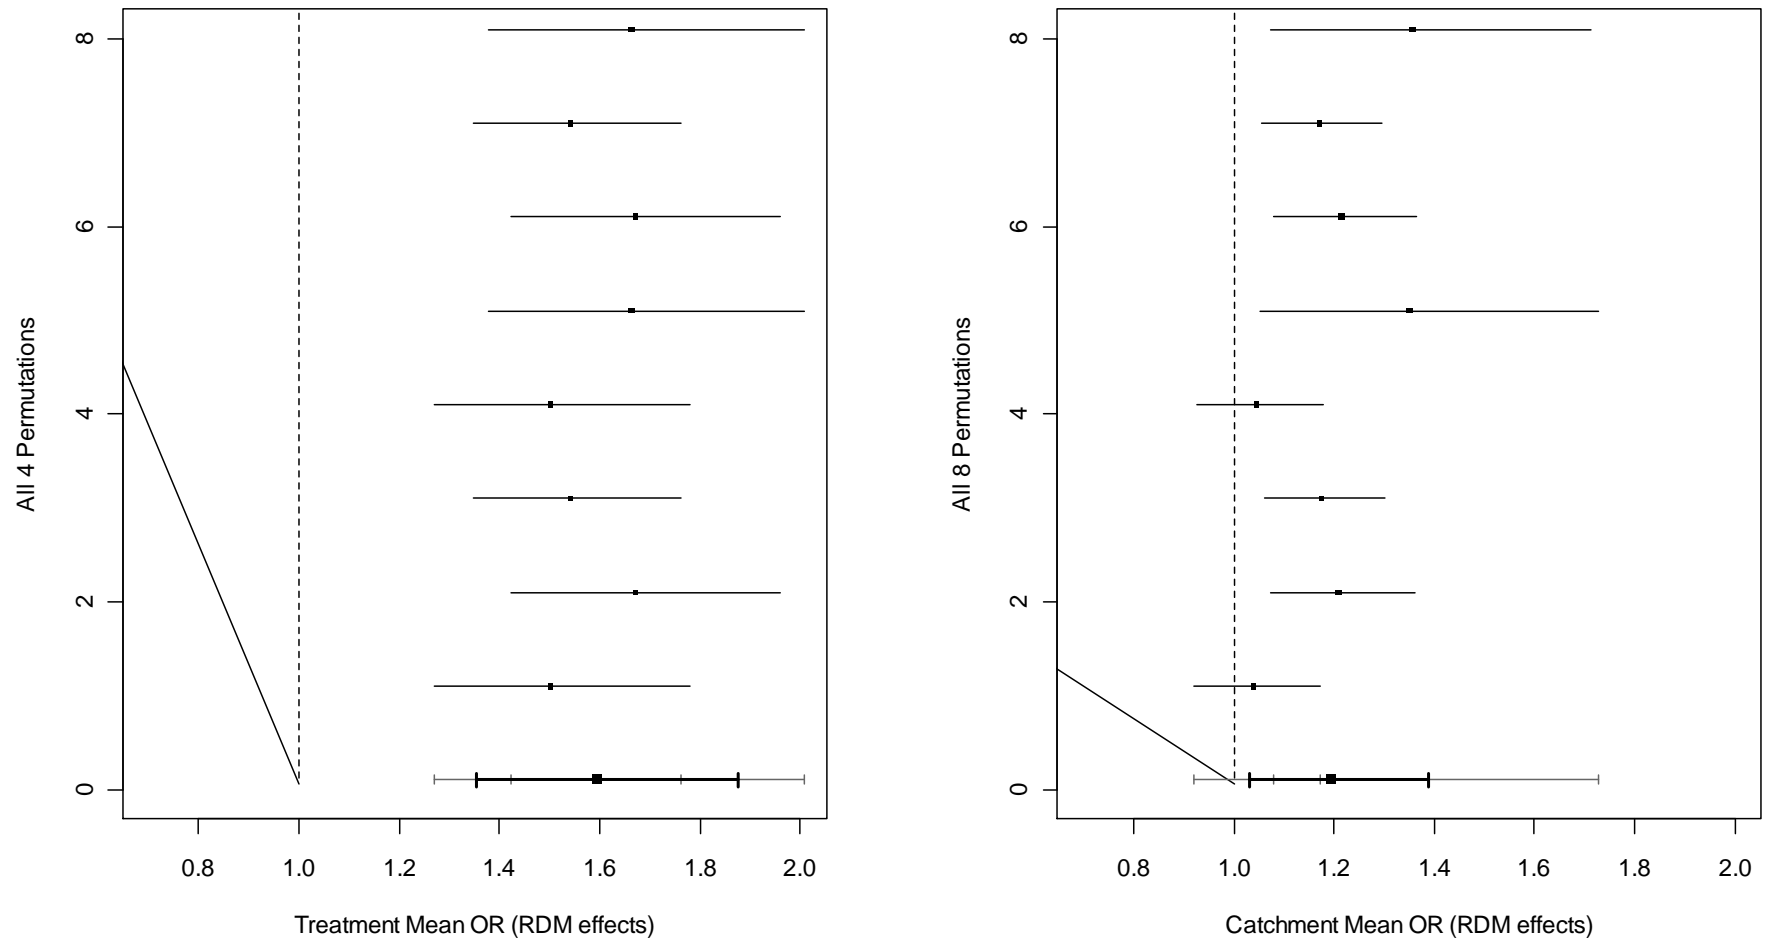 All 4 Permutations
8
6
4
2
0
0.8 1.0 1.2 1.4 1.6 1.8 2.0
Treatment Mean OR (RDM effects)
All 8 Permutations
8
6
4
2
0
0.8 1.0 1.2 1.4 1.6 1.8 2.0
Catchment Mean OR (RDM effects)